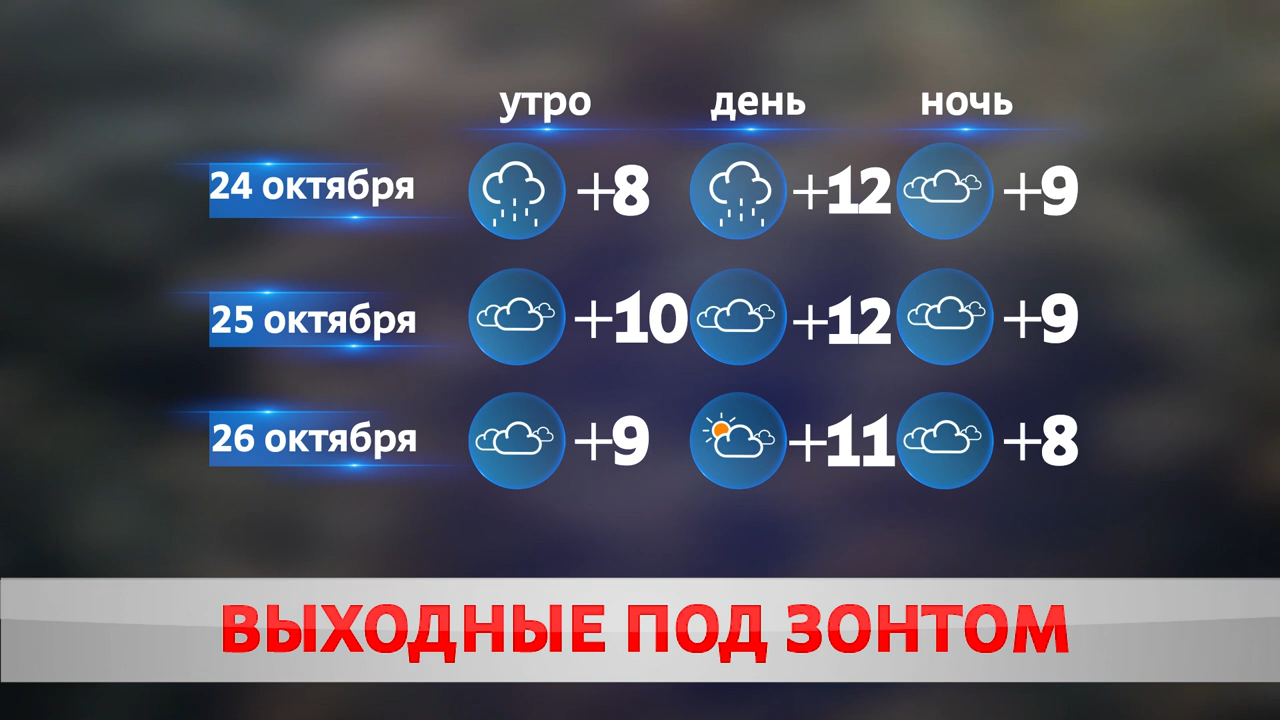 утро день ночь
24 октября +8 +12 +9
25 октября +10 +12 +9
26 октября +9 +11 +8
ВЫХОДНЫЕ ПОД ЗОНТОМ